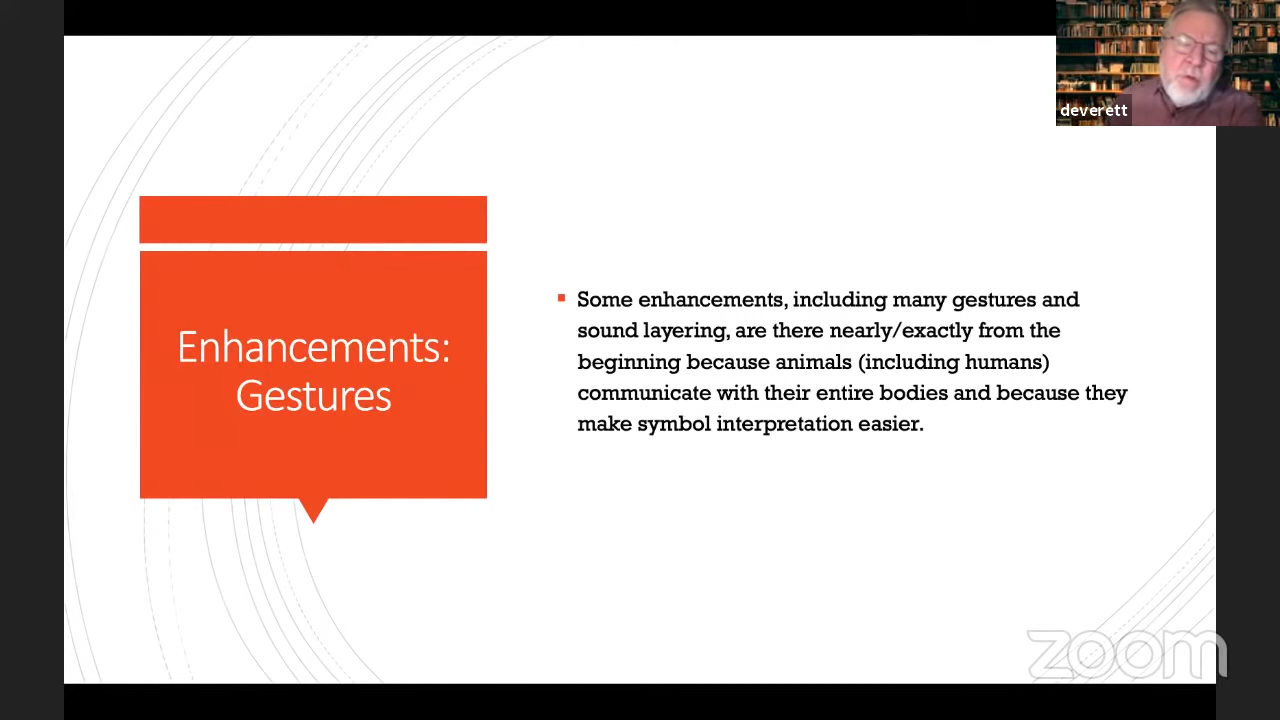 deverett
Enhancements:
Gestures
Some enhancements, including many gestures and
sound layering, are there nearly/exactly from the
beginning because animals (including humans)
communicate with their entire bodies and because they
make symbol interpretation easier.
zoom